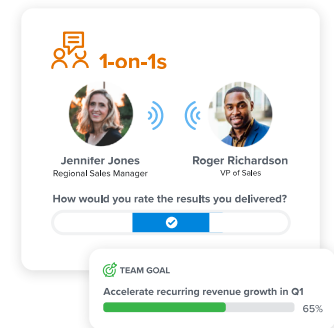 1-on-1s
Jennifer Jones
Regional Sales Manager
Roger Richardson
VP of Sales
How would you rate the results you delivered?
TEAM GOAL
Accelerate recurring revenue growth in Q1
65%